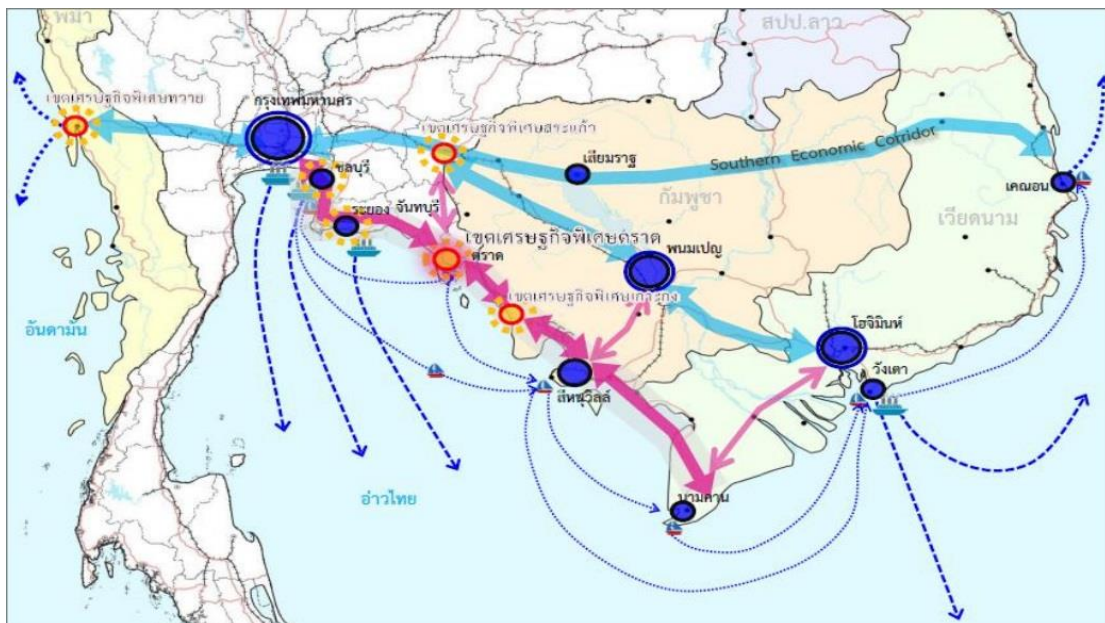 พม่า
สปป.ลาว
เขตเศรษฐกิจพิเศษทวาย
กรุงเทพมหานคร
เขตเศรษฐกิจพิเศษสระแก้ว
ชลบุรี
เสียมราฐ
Southern Economic Corridor
เคณอน
ระยอง
จันทบุรี
กัมพูชา
เวียดนาม
เขตเศรษฐกิจพิเศษตราด
ตราด
พนมเปญ
เขตเศรษฐกิจพิเศษเกาะกง
อันดามัน
โฮจิมินห์
วังเตา
สีหนุวิลล์
อ่าวไทย
นามคาน